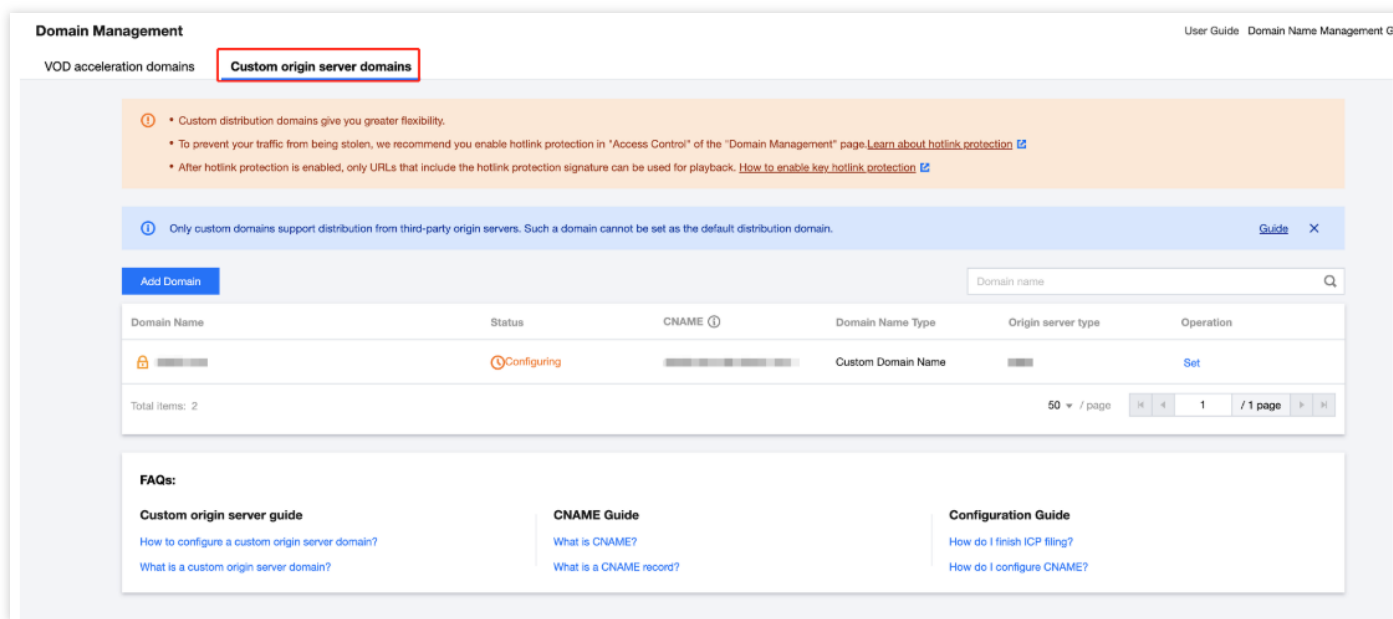 Domain Management
User Guide Domain Name Management G
VOD acceleration domains Custom origin server domains
• Custom distribution domains give you greater flexibility.
• To prevent your traffic from being stolen, we recommend you enable hotlink protection in "Access Control" of the "Domain Management" page.Learn about hotlink protection
• After hotlink protection is enabled, only URLs that include the hotlink protection signature can be used for playback. How to enable key hotlink protection
Only custom domains support distribution from third-party origin servers. Such a domain cannot be set as the default distribution domain. Guide
Add Domain Domain name
Domain Name Status CNAME Domain Name Type Origin server type Operation
Configuring Custom Domain Name Set
Total items: 2 50 / page 1 / 1 page
FAQs:
Custom origin server guide CNAME Guide Configuration Guide
How to configure a custom origin server domain? What is CNAME? How do I finish ICP filing?
What is a custom origin server domain? What is a CNAME record? How do I configure CNAME?